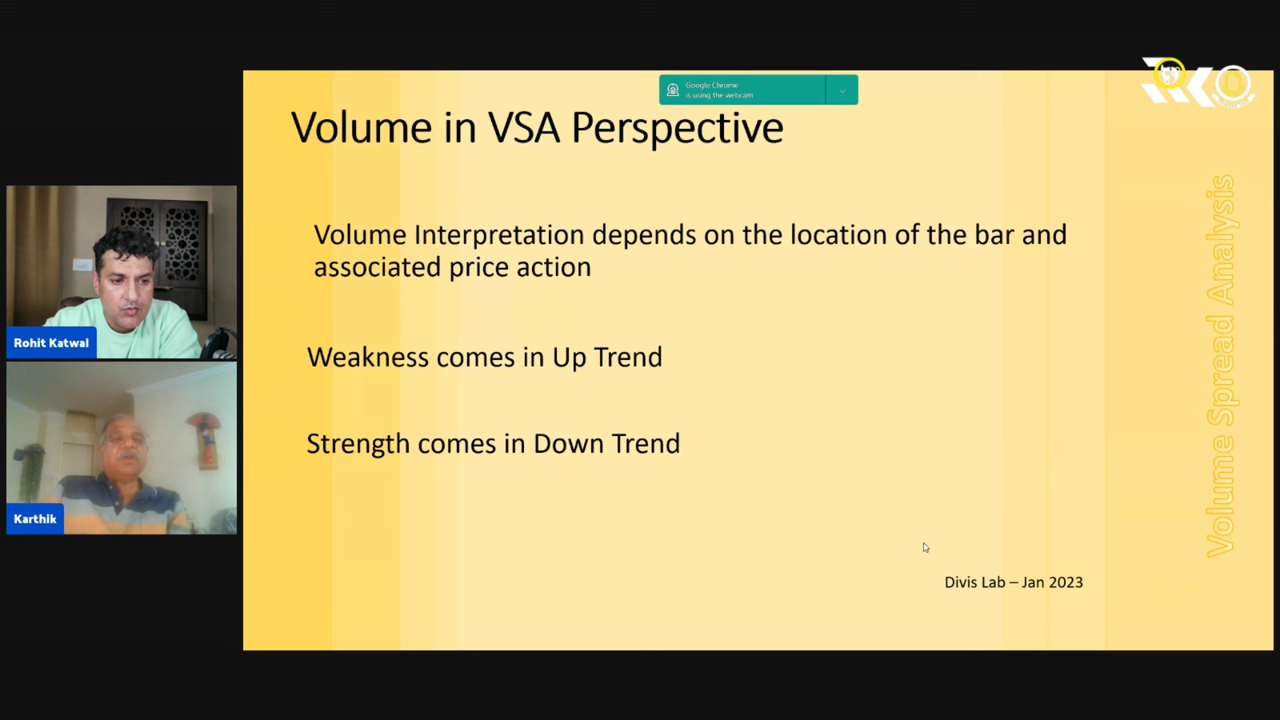 Google Chrome
is using the webcam
Volume in VSA Perspective
Volume Interpretation depends on the location of the bar and
associated price action
Weakness comes in Up Trend
Strength comes in Down Trend
Divis Lab – Jan 2023
Volume Spread Analysis
Rohit Katwal
Karthik